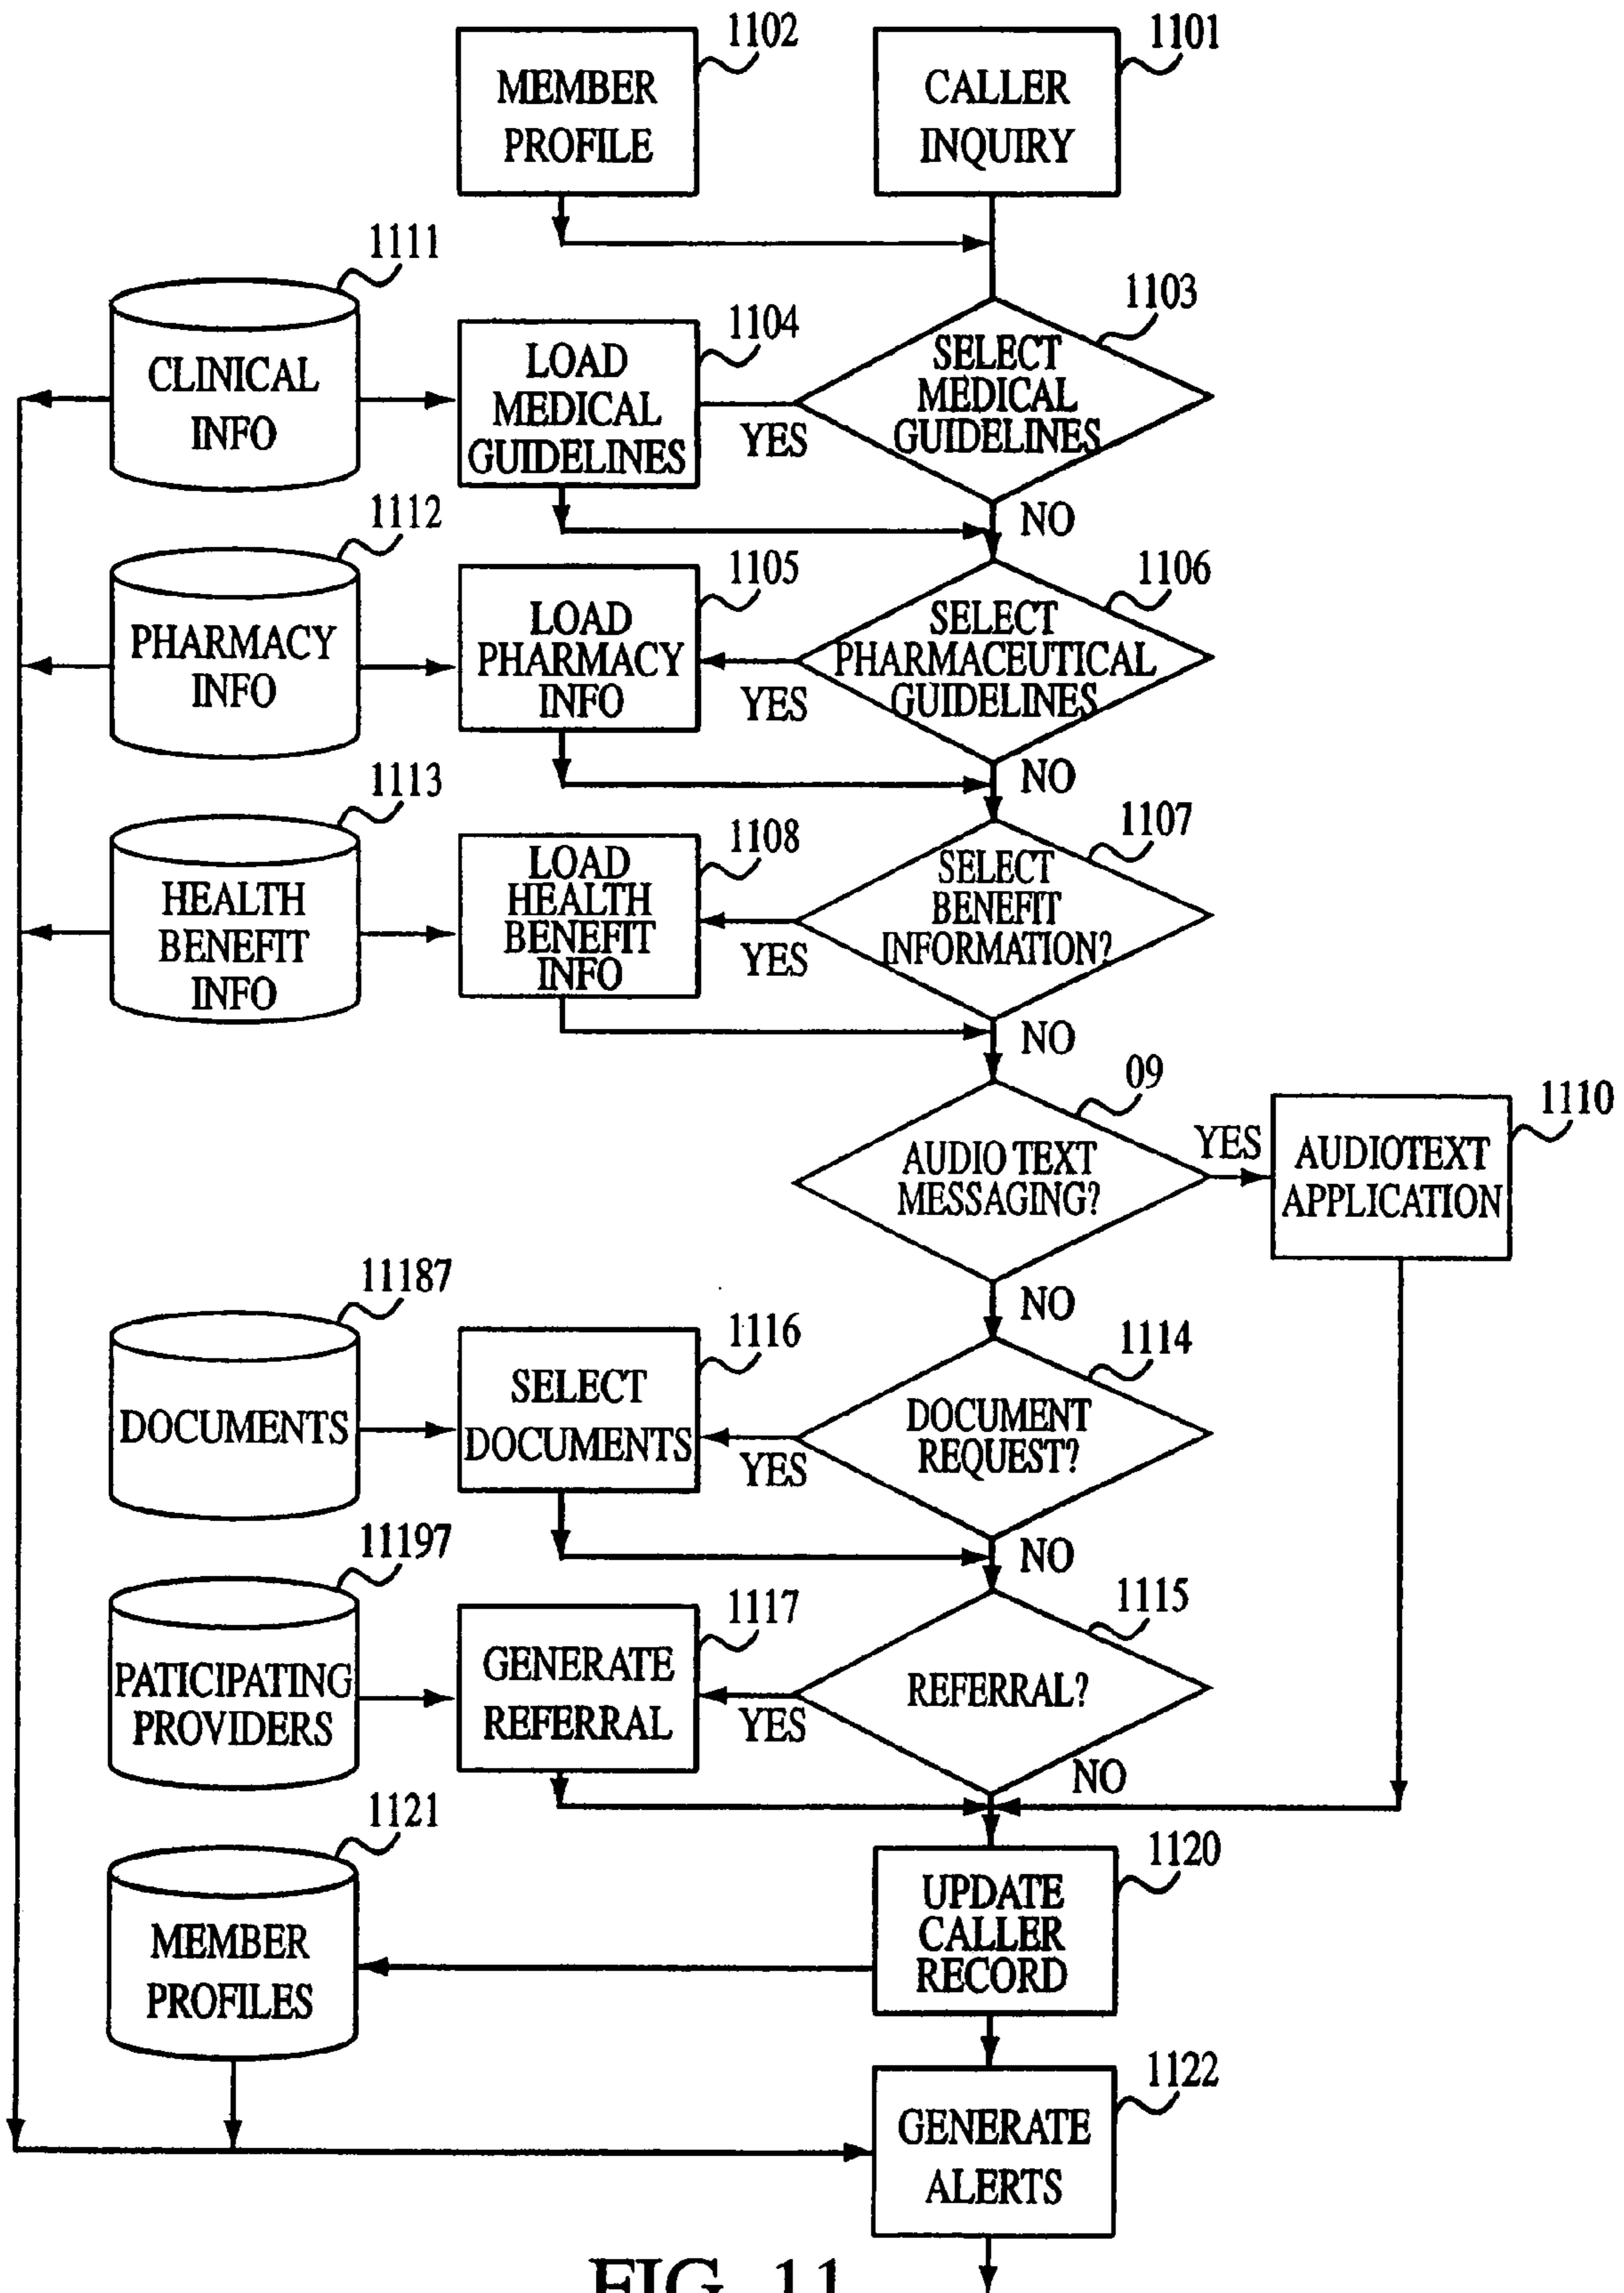 1102
1101
MEMBER
PROFILE
CALLER
INQUIRY
1111
1104
1103
CLINICAL
INFO
LOAD
MEDICAL
GUIDELINES
YES
SELECT
MEDICAL
GUIDELINES
NO
1112
1105
1106
PHARMACY
INFO
LOAD
PHARMACY
INFO
YES
SELECT
PHARMACEUTICAL
GUIDELINES
NO
1113
1108
1107
HEALTH
BENEFIT
INFO
LOAD
HEALTH
BENEFIT
INFO
YES
SELECT
BENEFIT
INFORMATION?
NO
09
1110
AUDIO TEXT
MESSAGING?
YES
AUDIOTEXT
APPLICATION
NO
11187
1116
1114
DOCUMENTS
SELECT
DOCUMENTS
YES
DOCUMENT
REQUEST?
NO
11197
1117
1115
PATICIPATING
PROVIDERS
GENERATE
REFERRAL
YES
REFERRAL?
NO
1121
1120
MEMBER
PROFILES
UPDATE
CALLER
RECORD
1122
GENERATE
ALERTS
FIG. 11